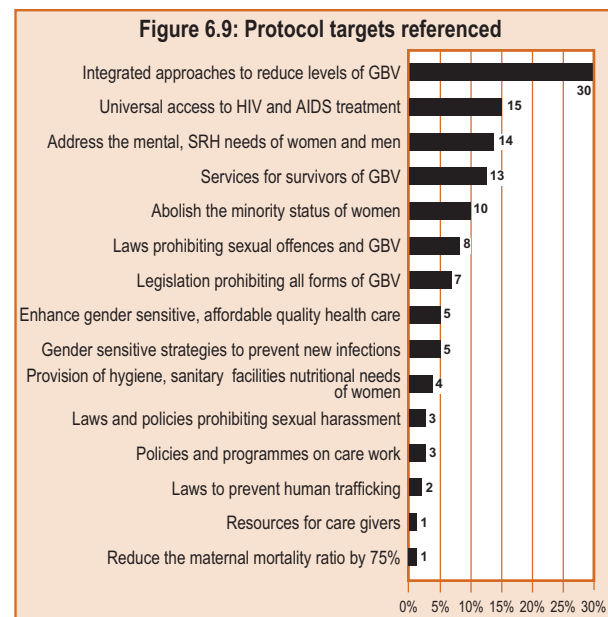 Figure 6.9: Protocol targets referenced
Integrated approaches to reduce levels of GBV
30
Universal access to HIV and AIDS treatment 15
Address the mental, SRH needs of women and men 14
Services for survivors of GBV 13
Abolish the minority status of women 10
Laws prohibiting sexual offences and GBV 8
Legislation prohibiting all forms of GBV 7
Enhance gender sensitive, affordable quality health care 5
Gender sensitive strategies to prevent new infections 5
Provision of hygiene, sanitary facilities nutritional needs
of women 4
Laws and policies prohibiting sexual harassment 3
Policies and programmes on care work 3
Laws to prevent human trafficking 2
Resources for care givers 1
Reduce the maternal mortality ratio by 75% 1
0% 5% 10% 15% 20% 25% 30%